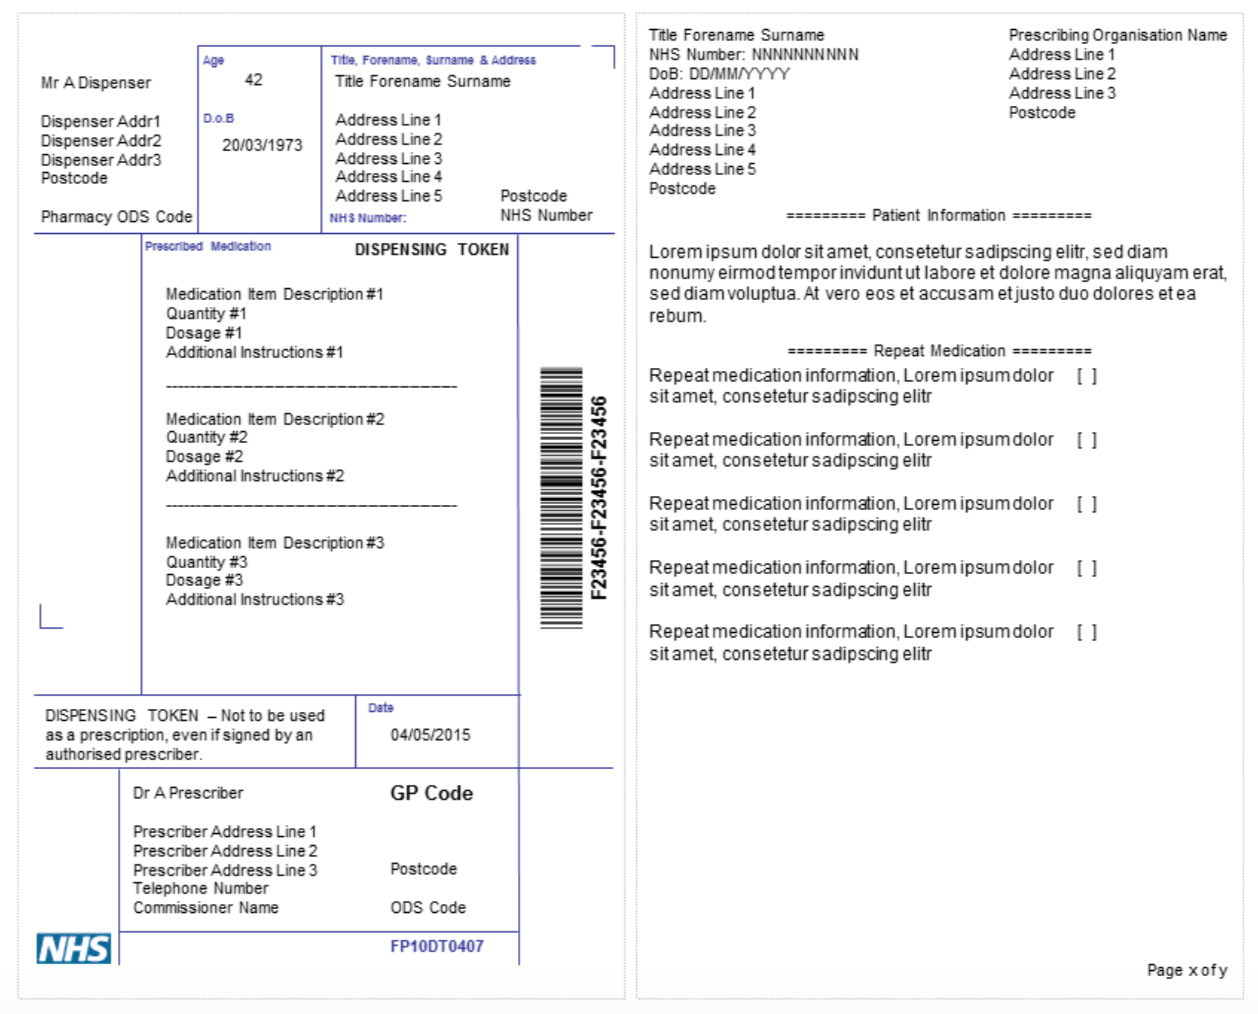 Mr A Dispenser
Dispenser Addr1
Dispenser Addr2
Dispenser Addr3
Postcode
Pharmacy ODS Code
Age
42
D.o.B
20/03/1973
Title, Forename, Surname & Address
Title Forename Surname
Address Line 1
Address Line 2
Address Line 3
Address Line 4
Address Line 5 Postcode
NHS Number: NHS Number
Prescribed Medication DISPENSING TOKEN
Medication Item Description #1
Quantity #1
Dosage #1
Additional Instructions #1
--------------------------------
Medication Item Description #2
Quantity #2
Dosage #2
Additional Instructions #2
--------------------------------
Medication Item Description #3
Quantity #3
Dosage #3
Additional Instructions #3
F23456-F23456-F23456
DISPENSING TOKEN – Not to be used
as a prescription, even if signed by an
authorised prescriber.
Date
04/05/2015
Dr A Prescriber GP Code
Prescriber Address Line 1
Prescriber Address Line 2
Prescriber Address Line 3 Postcode
Telephone Number
Commissioner Name ODS Code
NHS FP10DT0407
Title Forename Surname
NHS Number: NNNNNNNNNN
DoB: DD/MM/YYYY
Address Line 1
Address Line 2
Address Line 3
Address Line 4
Address Line 5
Postcode
Prescribing Organisation Name
Address Line 1
Address Line 2
Address Line 3
Postcode
========= Patient Information =========
Lorem ipsum dolor sit amet, consetetur sadipscing elitr, sed diam
nonumy eirmod tempor invidunt ut labore et dolore magna aliquyam erat,
sed diam voluptua. At vero eos et accusam et justo duo dolores et ea
rebum.
========= Repeat Medication =========
Repeat medication information, Lorem ipsum dolor [ ]
sit amet, consetetur sadipscing elitr
Repeat medication information, Lorem ipsum dolor [ ]
sit amet, consetetur sadipscing elitr
Repeat medication information, Lorem ipsum dolor [ ]
sit amet, consetetur sadipscing elitr
Repeat medication information, Lorem ipsum dolor [ ]
sit amet, consetetur sadipscing elitr
Repeat medication information, Lorem ipsum dolor [ ]
sit amet, consetetur sadipscing elitr
Page x of y